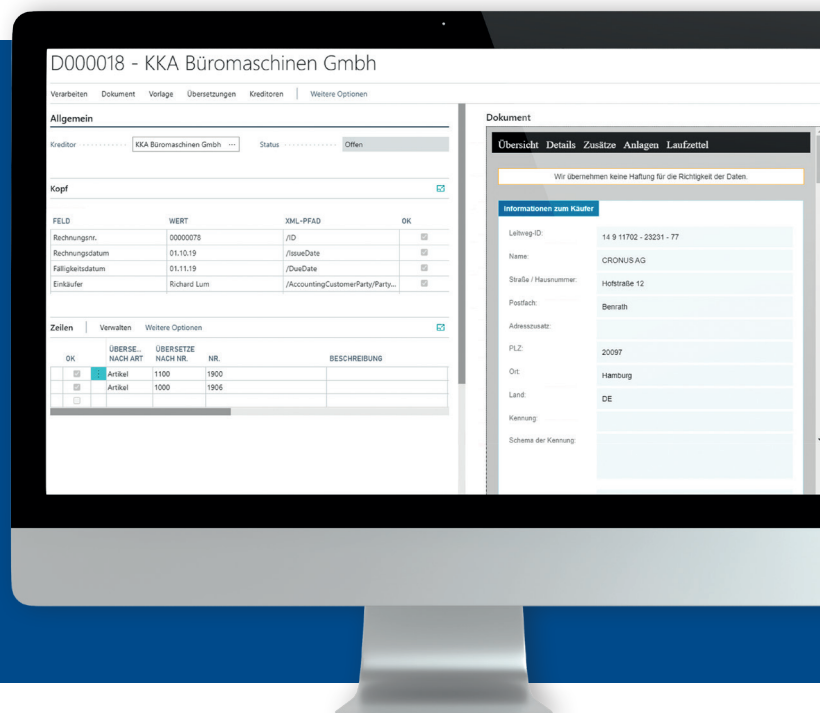 D000018 - KKA Büromaschinen Gmbh
Verarbeiten Dokument Vorlage Übersetzungen Kreditoren | Weitere Optionen
Allgemein
Kreditor KKA Büromaschinen Gmbh ... Status Offen
Kopf
FELD WERT XML-PFAD OK
Rechnungsnr. 00000078 /ID
Rechnungsdatum 01.10.19 /IssueDate
Fälligkeitsdatum 01.11.19 /DueDate
Einkäufer Richard Lum /AccountingCustomerParty/Party...
Zeilen | Verwalten Weitere Optionen
OK ÜBERSE... NACH ART ÜBERSETZE NACH NR. NR. BESCHREIBUNG
Artikel 1100 1900
Artikel 1000 1906
Dokument
Übersicht Details Zusätze Anlagen Laufzettel
Wir übernehmen keine Haftung für die Richtigkeit der Daten.
Informationen zum Käufer
Leitweg-ID: 14 9 11702 - 23231 - 77
Name: CRONUS AG
Straße / Hausnummer: Hofstraße 12
Postfach: Benrath
Adresszusatz:
PLZ: 20097
Ort: Hamburg
Land: DE
Kennung:
Schema der Kennung: